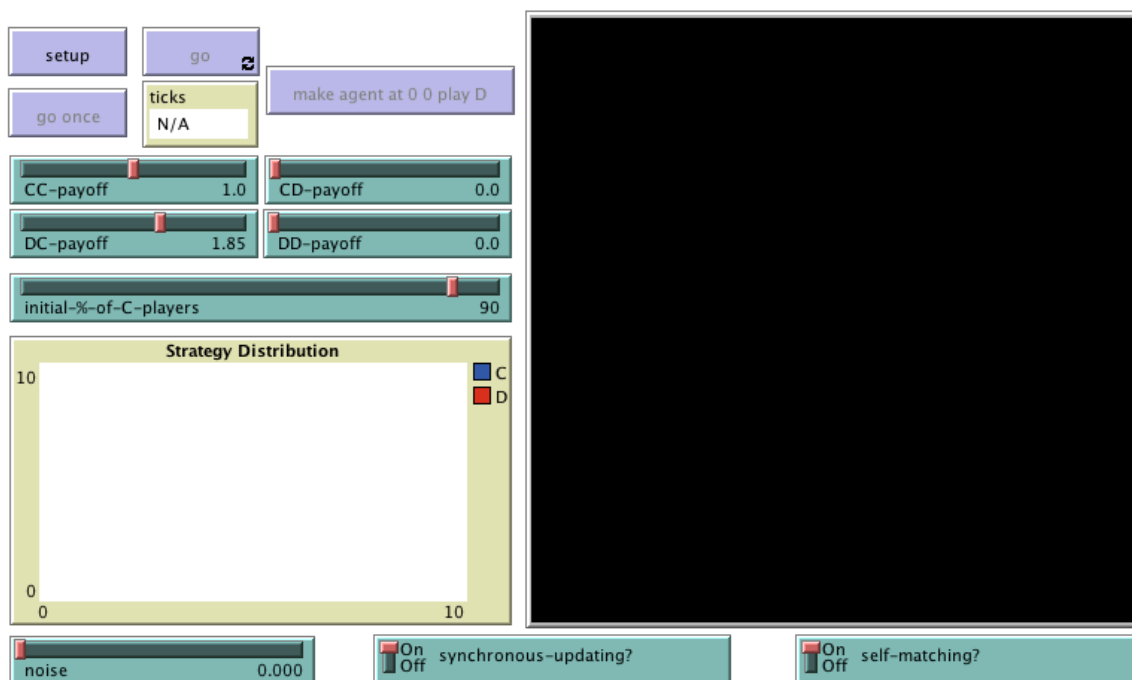 setup
go
go once
ticks
N/A
make agent at 0 0 play D
CC-payoff 1.0
CD-payoff 0.0
DC-payoff 1.85
DD-payoff 0.0
initial-%-of-C-players 90
Strategy Distribution
10
C
D
0
0 10
noise 0.000
On
Off
synchronous-updating?
On
Off
self-matching?